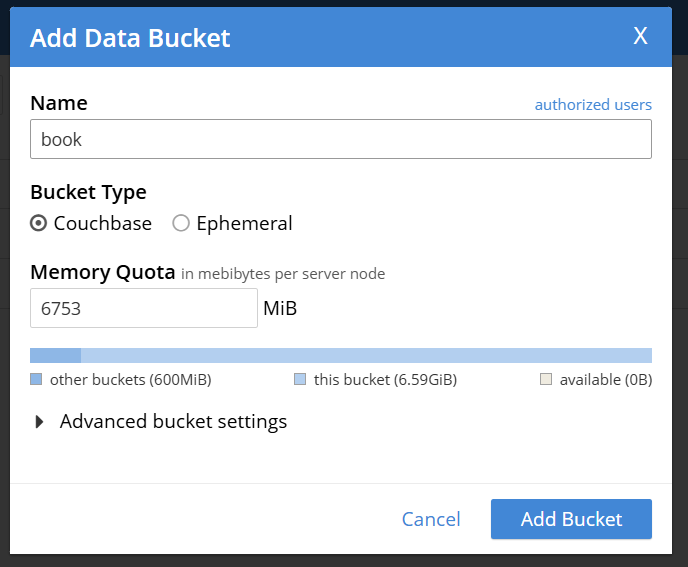 Add Data Bucket X
Name authorized users
book
Bucket Type
Couchbase Ephemeral
Memory Quota in mebibytes per server node
6753 MiB
other buckets (600MiB) this bucket (6.59GiB) available (0B)
Advanced bucket settings
Cancel Add Bucket